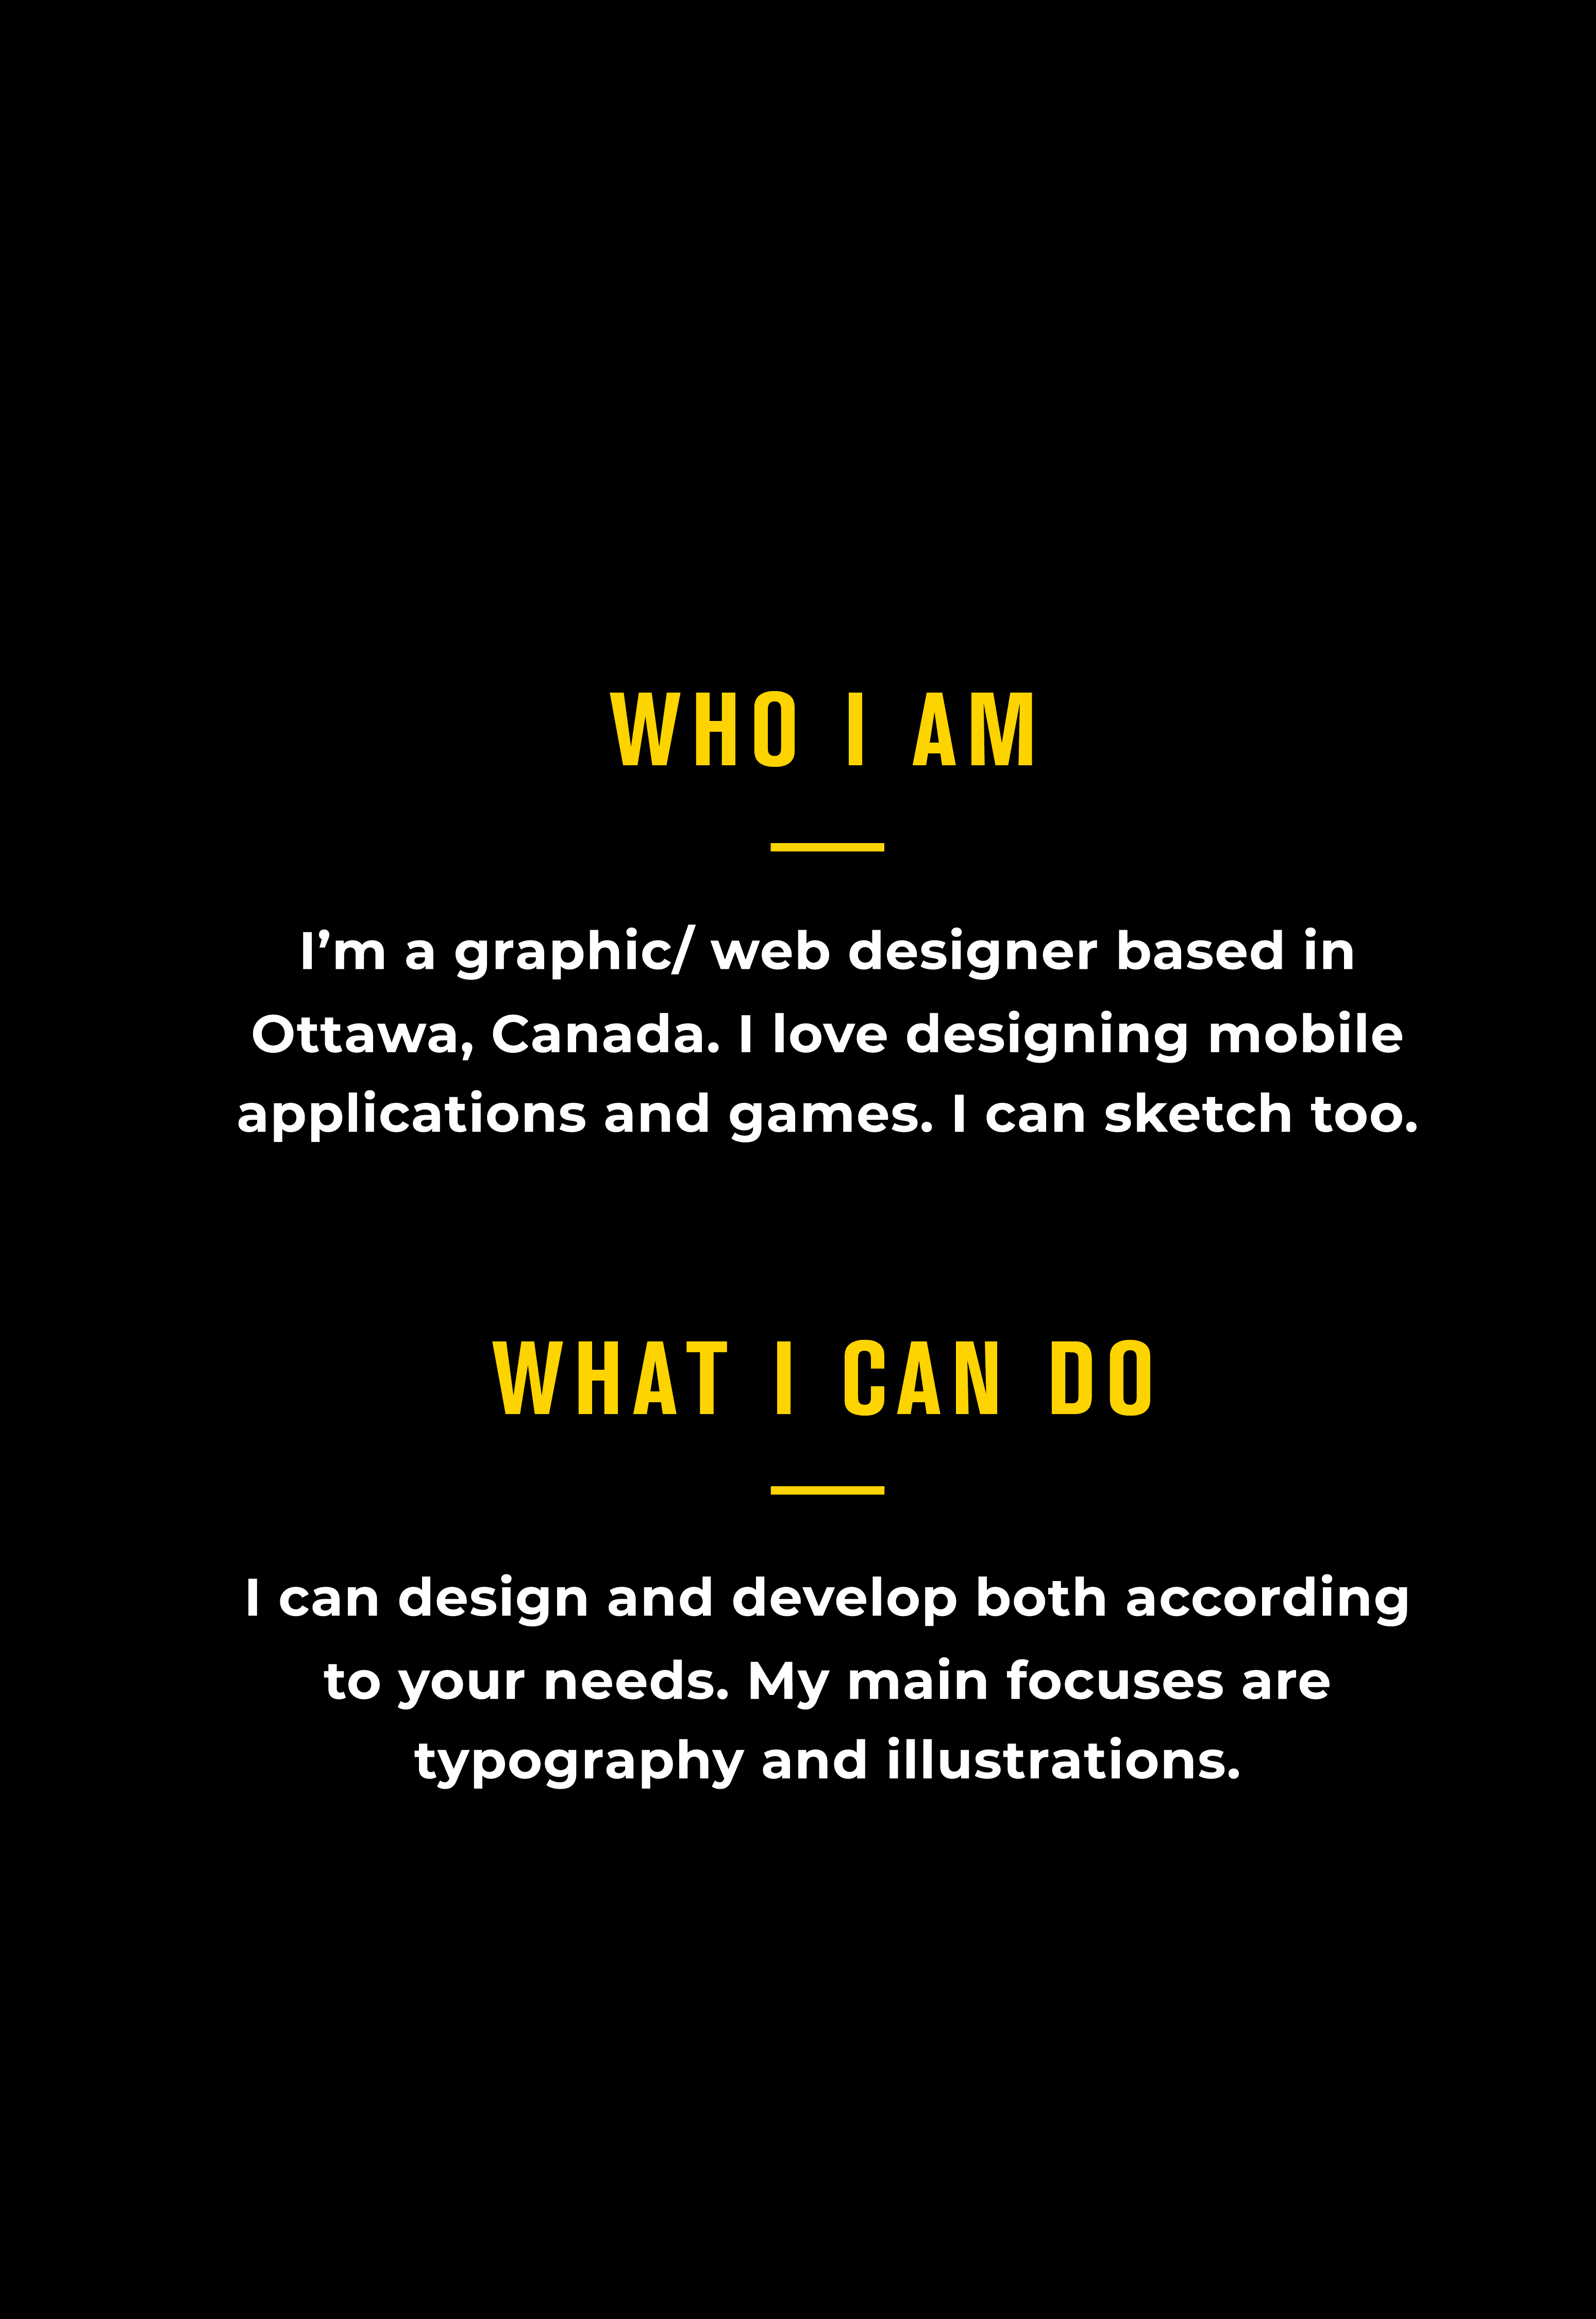 WHO I AM
I’m a graphic/ web designer based in
Ottawa, Canada. I love designing mobile
applications and games. I can sketch too.
WHAT I CAN DO
I can design and develop both according
to your needs. My main focuses are
typography and illustrations.